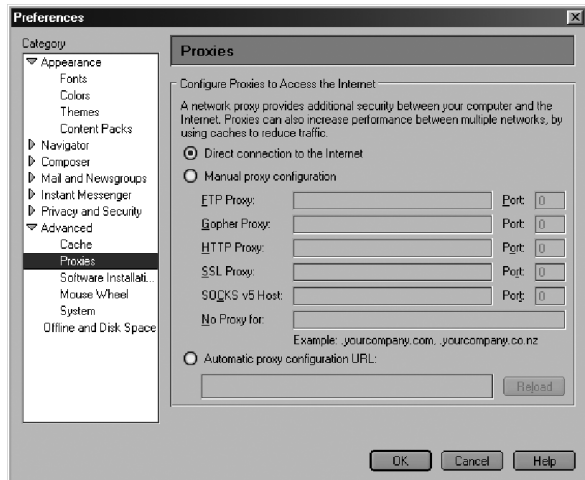 Preferences
Category
Appearance
Fonts
Colors
Themes
Content Packs
Navigator
Composer
Mail and Newsgroups
Instant Messenger
Privacy and Security
Advanced
Cache
Proxies
Software Installati...
Mouse Wheel
System
Offline and Disk Space
Proxies
Configure Proxies to Access the Internet
A network proxy provides additional security between your computer and the
Internet. Proxies can also increase performance between multiple networks, by
using caches to reduce traffic.
Direct connection to the Internet
Manual proxy configuration
FTP Proxy: Port: 0
Gopher Proxy: Port: 0
HTTP Proxy: Port: 0
SSL Proxy: Port: 0
SOCKS v5 Host: Port: 0
No Proxy for:
Example: .yourcompany.com, .yourcompany.co.nz
Automatic proxy configuration URL:
Reload
OK Cancel Help